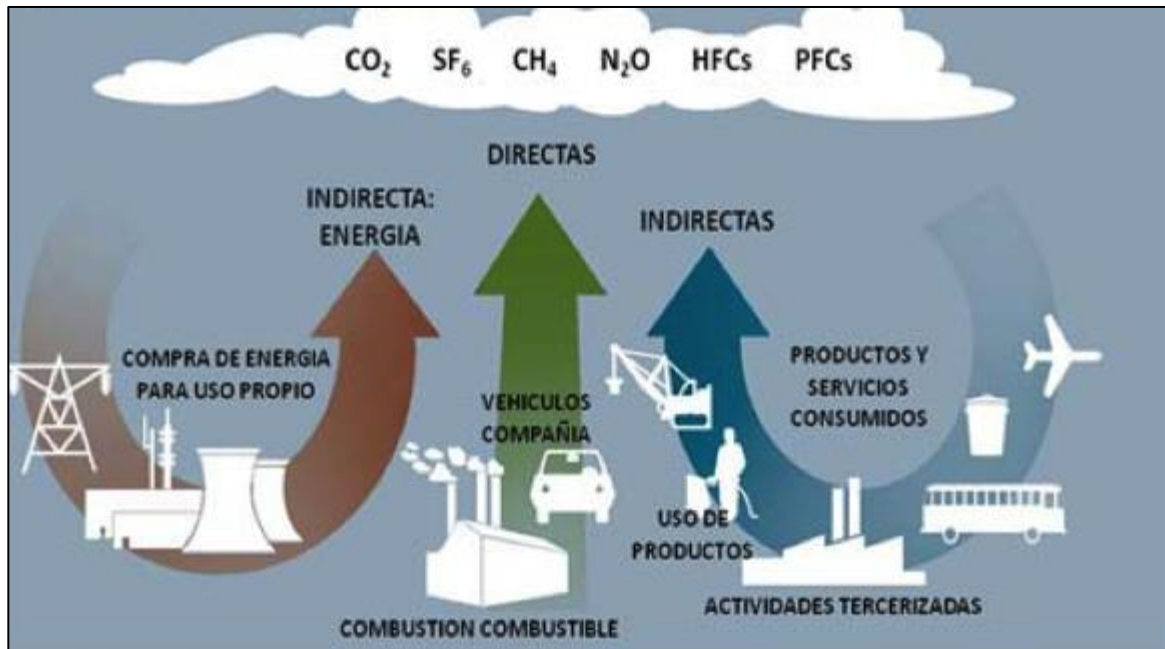 CO₂ SF₆ CH₄ N₂O HFCs PFCs
DIRECTAS
INDIRECTA:
ENERGIA
INDIRECTAS
COMPRA DE ENERGIA
PARA USO PROPIO
VEHICULOS
COMPAÑIA
PRODUCTOS Y
SERVICIOS
CONSUMIDOS
USO DE
PRODUCTOS
COMBUSTION COMBUSTIBLE
ACTIVIDADES TERCERIZADAS